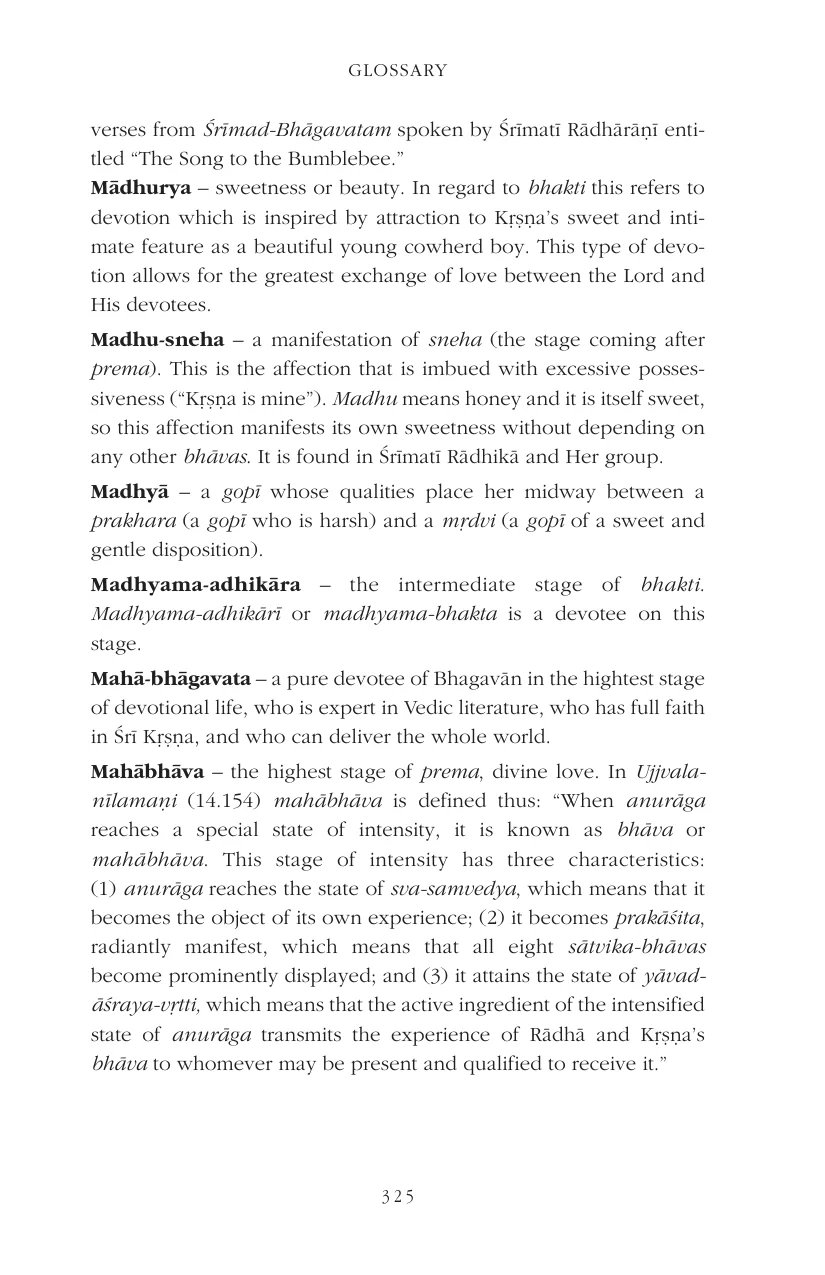 GLOSSARY
verses from Śrīmad-Bhāgavatam spoken by Śrīmatī Rādhārāṇī enti-
tled “The Song to the Bumblebee.”
Mādhurya – sweetness or beauty. In regard to bhakti this refers to
devotion which is inspired by attraction to Kṛṣṇa’s sweet and inti-
mate feature as a beautiful young cowherd boy. This type of devo-
tion allows for the greatest exchange of love between the Lord and
His devotees.
Madhu-sneha – a manifestation of sneha (the stage coming after
prema). This is the affection that is imbued with excessive posses-
siveness (“Kṛṣṇa is mine”). Madhu means honey and it is itself sweet,
so this affection manifests its own sweetness without depending on
any other bhāvas. It is found in Śrīmatī Rādhikā and Her group.
Madhyā – a gopī whose qualities place her midway between a
prakhara (a gopī who is harsh) and a mṛdvi (a gopī of a sweet and
gentle disposition).
Madhyama-adhikāra – the intermediate stage of bhakti.
Madhyama-adhikārī or madhyama-bhakta is a devotee on this
stage.
Mahā-bhāgavata – a pure devotee of Bhagavān in the hightest stage
of devotional life, who is expert in Vedic literature, who has full faith
in Śrī Kṛṣṇa, and who can deliver the whole world.
Mahābhāva – the highest stage of prema, divine love. In Ujjvala-
nīlamaṇi (14.154) mahābhāva is defined thus: “When anurāga
reaches a special state of intensity, it is known as bhāva or
mahābhāva. This stage of intensity has three characteristics:
(1) anurāga reaches the state of sva-samvedya, which means that it
becomes the object of its own experience; (2) it becomes prakāśita,
radiantly manifest, which means that all eight sātvika-bhāvas
become prominently displayed; and (3) it attains the state of yāvad-
āśraya-vṛtti, which means that the active ingredient of the intensified
state of anurāga transmits the experience of Rādhā and Kṛṣṇa’s
bhāva to whomever may be present and qualified to receive it.”
325